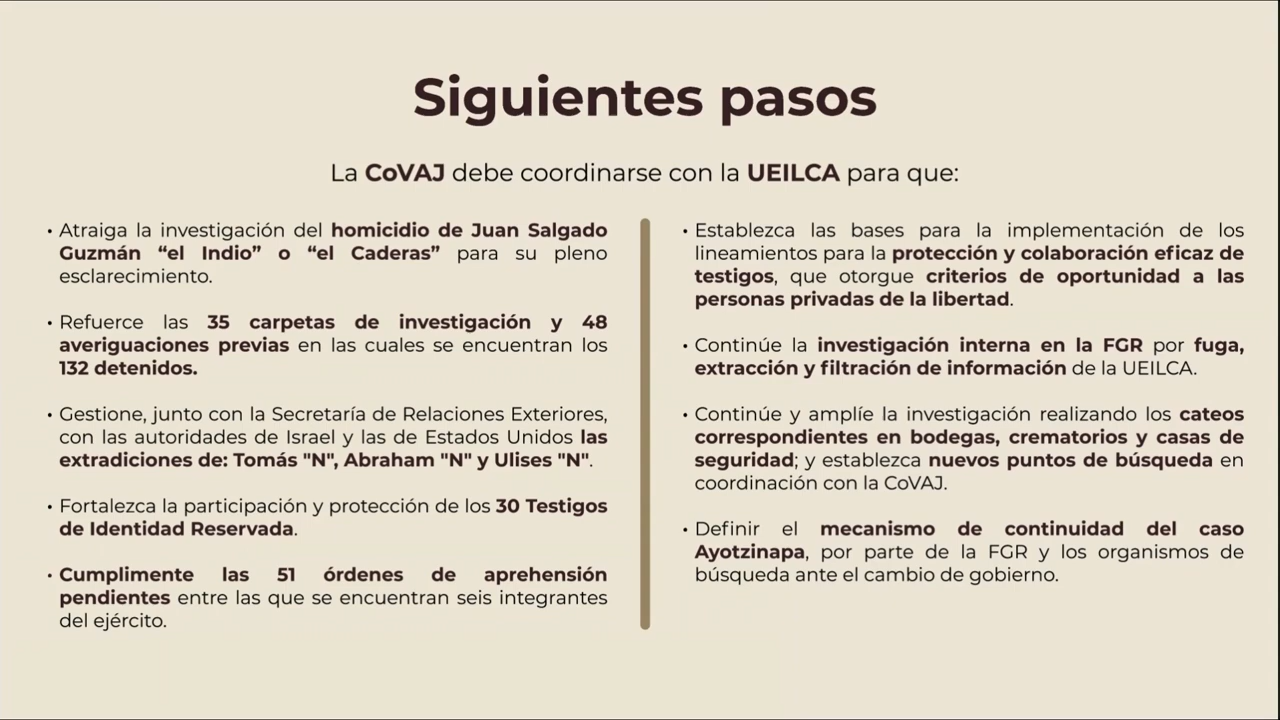 Siguientes pasos
La CoVAJ debe coordinarse con la UEILCA para que:
• Atraiga la investigación del homicidio de Juan Salgado
Guzmán “el Indio” o “el Caderas” para su pleno
esclarecimiento.
• Refuerce las 35 carpetas de investigación y 48
averiguaciones previas en las cuales se encuentran los
132 detenidos.
• Gestione, junto con la Secretaría de Relaciones Exteriores,
con las autoridades de Israel y las de Estados Unidos las
extradiciones de: Tomás "N", Abraham "N" y Ulises "N".
• Fortalezca la participación y protección de los 30 Testigos
de Identidad Reservada.
• Cumplimente las 51 órdenes de aprehensión
pendientes entre las que se encuentran seis integrantes
del ejército.
• Establezca las bases para la implementación de los
lineamientos para la protección y colaboración eficaz de
testigos, que otorgue criterios de oportunidad a las
personas privadas de la libertad.
• Continúe la investigación interna en la FGR por fuga,
extracción y filtración de información de la UEILCA.
• Continúe y amplíe la investigación realizando los cateos
correspondientes en bodegas, crematorios y casas de
seguridad; y establezca nuevos puntos de búsqueda en
coordinación con la CoVAJ.
• Definir el mecanismo de continuidad del caso
Ayotzinapa, por parte de la FGR y los organismos de
búsqueda ante el cambio de gobierno.